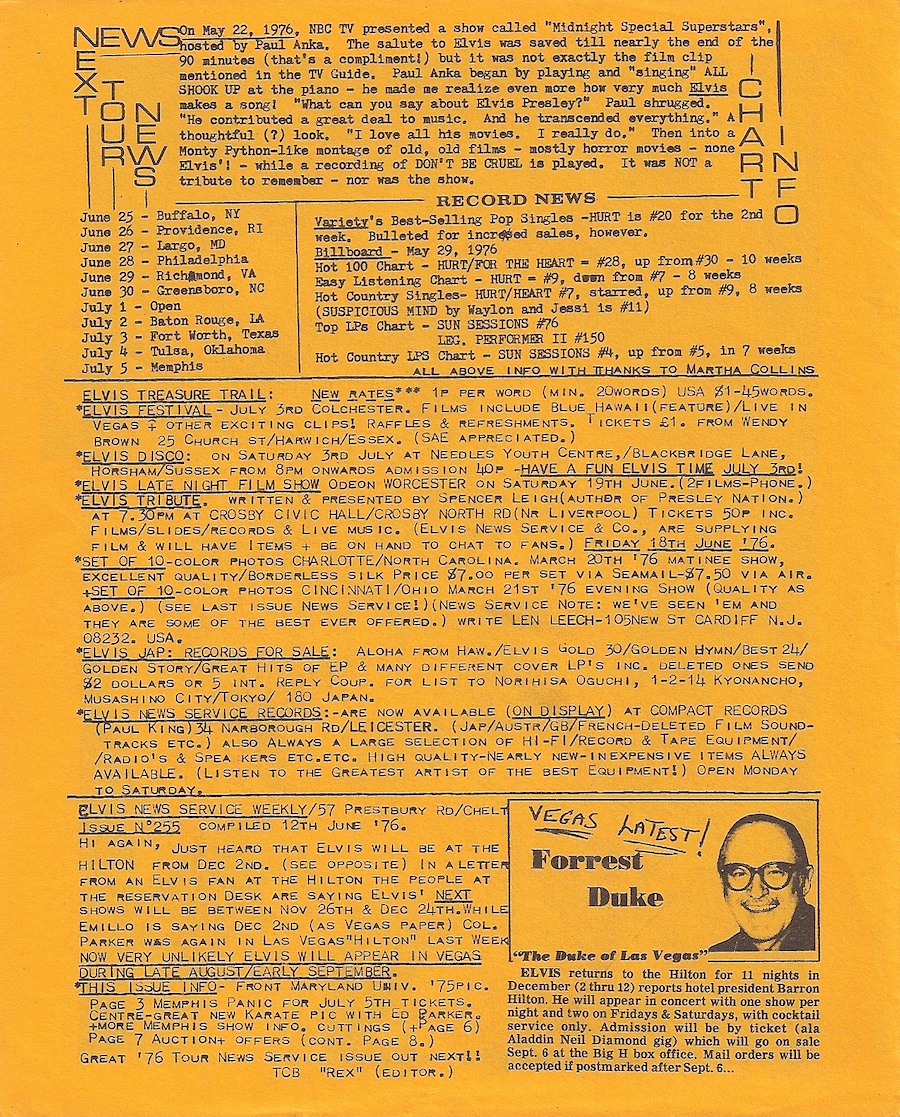 NEWS
NEXT
TOUR
NEWS
On May 22, 1976, NBC TV presented a show called "Midnight Special Superstars",
hosted by Paul Anka. The salute to Elvis was saved till nearly the end of the
90 minutes (that's a compliment!) but it was not exactly the film clip
mentioned in the TV Guide. Paul Anka began by playing and "singing" ALL
SHOOK UP at the piano - he made me realize even more how very much Elvis
makes a song! "What can you say about Elvis Presley?" Paul shrugged.
"He contributed a great deal to music. And he transcended everything." A
thoughtful (?) look. "I love all his movies. I really do." Then into a
Monty Python-like montage of old, old films - mostly horror movies - none
Elvis'! - while a recording of DON'T BE CRUEL is played. It was NOT a
tribute to remember - nor was the show.
CHART
INFO
June 25 - Buffalo, NY
June 26 - Providence, RI
June 27 - Largo, MD
June 28 - Philadelphia
June 29 - Richmond, VA
June 30 - Greensboro, NC
July 1 - Open
July 2 - Baton Rouge, LA
July 3 - Fort Worth, Texas
July 4 - Tulsa, Oklahoma
July 5 - Memphis
RECORD NEWS
Variety's Best-Selling Pop Singles -HURT is #20 for the 2nd
week. Bulleted for incresed sales, however.
Billboard - May 29, 1976
Hot 100 Chart - HURT/FOR THE HEART = #28, up from #30 - 10 weeks
Easy Listening Chart - HURT = #9, down from #7 - 8 weeks
Hot Country Singles- HURT/HEART #7, starred, up from #9, 8 weeks
(SUSPICIOUS MIND by Waylon and Jessi is #11)
Top LPs Chart - SUN SESSIONS #76
LEG. PERFORMER II #150
Hot Country LPS Chart - SUN SESSIONS #4, up from #5, in 7 weeks
ALL ABOVE INFO WITH THANKS TO MARTHA COLLINS
ELVIS TREASURE TRAIL: NEW RATES*** 1P PER WORD (MIN. 20WORDS) USA $1-45WORDS.
*ELVIS FESTIVAL - JULY 3RD COLCHESTER. FILMS INCLUDE BLUE HAWAII(FEATURE)/LIVE IN
VEGAS + OTHER EXCITING CLIPS! RAFFLES & REFRESHMENTS. TICKETS £1. FROM WENDY
BROWN 25 CHURCH ST/HARWICH/ESSEX. (SAE APPRECIATED.)
*ELVIS DISCO: ON SATURDAY 3RD JULY AT NEEDLES YOUTH CENTRE,/BLACKBRIDGE LANE,
HORSHAM/SUSSEX FROM 8PM ONWARDS ADMISSION 40P -HAVE A FUN ELVIS TIME JULY 3RD!
*ELVIS LATE NIGHT FILM SHOW ODEON WORCESTER ON SATURDAY 19TH JUNE.(2FILMS-PHONE.)
*ELVIS TRIBUTE. WRITTEN & PRESENTED BY SPENCER LEIGH(AUTHOR OF PRESLEY NATION.)
AT 7.30PM AT CROSBY CIVIC HALL/CROSBY NORTH RD(NR LIVERPOOL) TICKETS 50P INC.
FILMS/SLIDES/RECORDS & LIVE MUSIC. (ELVIS NEWS SERVICE & CO., ARE SUPPLYING
FILM & WILL HAVE ITEMS + BE ON HAND TO CHAT TO FANS.) FRIDAY 18TH JUNE '76.
*SET OF 10-COLOR PHOTOS CHARLOTTE/NORTH CAROLINA. MARCH 20TH '76 MATINEE SHOW,
EXCELLENT QUALITY/BORDERLESS SILK PRICE $7.00 PER SET VIA SEAMAIL-$7.50 VIA AIR.
+SET OF 10-COLOR PHOTOS CINCINNATI/OHIO MARCH 21ST '76 EVENING SHOW (QUALITY AS
ABOVE.) (SEE LAST ISSUE NEWS SERVICE!)(NEWS SERVICE NOTE: WE'VE SEEN 'EM AND
THEY ARE SOME OF THE BEST EVER OFFERED.) WRITE LEN LEECH-105NEW ST CARDIFF N.J.
08232. USA.
*ELVIS JAP: RECORDS FOR SALE: ALOHA FROM HAW./ELVIS GOLD 30/GOLDEN HYMN/BEST 24/
GOLDEN STORY/GREAT HITS OF EP & MANY DIFFERENT COVER LP'S INC. DELETED ONES SEND
$2 DOLLARS OR 5 INT. REPLY COUP. FOR LIST TO NORIHISA OGUCHI, 1-2-14 KYONANCHO,
MUSASHINO CITY/TOKYO/ 180 JAPAN.
*ELVIS NEWS SERVICE RECORDS:-ARE NOW AVAILABLE (ON DISPLAY) AT COMPACT RECORDS
(PAUL KING)34 NARBOROUGH RD/LEICESTER. (JAP/AUSTR/GB/FRENCH-DELETED FILM SOUND-
TRACKS ETC.) ALSO ALWAYS A LARGE SELECTION OF HI-FI/RECORD & TAPE EQUIPMENT/
/RADIO'S & SPEA KERS ETC.ETC. HIGH QUALITY-NEARLY NEW-INEXPENSIVE ITEMS ALWAYS
AVAILABLE. (LISTEN TO THE GREATEST ARTIST OF THE BEST EQUIPMENT!) OPEN MONDAY
TO SATURDAY.
ELVIS NEWS SERVICE WEEKLY/57 PRESTBURY RD/CHELT
ISSUE N°255 COMPILED 12TH JUNE '76.
HI AGAIN, JUST HEARD THAT ELVIS WILL BE AT THE
HILTON FROM DEC 2ND. (SEE OPPOSITE) IN A LETTER
FROM AN ELVIS FAN AT THE HILTON THE PEOPLE AT
THE RESERVATION DESK ARE SAYING ELVIS' NEXT
SHOWS WILL BE BETWEEN NOV 26TH & DEC 24TH.WHILE
EMILLO IS SAYING DEC 2ND (AS VEGAS PAPER) COL.
PARKER WAS AGAIN IN LAS VEGAS"HILTON" LAST WEEK
NOW VERY UNLIKELY ELVIS WILL APPEAR IN VEGAS
DURING LATE AUGUST/EARLY SEPTEMBER.
*THIS ISSUE INFO- FRONT MARYLAND UNIV. '75PIC.
PAGE 3 MEMPHIS PANIC FOR JULY 5TH TICKETS.
CENTRE-GREAT NEW KARATE PIC WITH ED PARKER.
+MORE MEMPHIS SHOW INFO. CUTTINGS (+PAGE 6)
PAGE 7 AUCTION+ OFFERS (CONT. PAGE 8.)
GREAT '76 TOUR NEWS SERVICE ISSUE OUT NEXT!!
TCB "REX" (EDITOR.)
VEGAS LATEST!
Forrest
Duke
"The Duke of Las Vegas"
ELVIS returns to the Hilton for 11 nights in
December (2 thru 12) reports hotel president Barron
Hilton. He will appear in concert with one show per
night and two on Fridays & Saturdays, with cocktail
service only. Admission will be by ticket (ala
Aladdin Neil Diamond gig) which will go on sale
Sept. 6 at the Big H box office. Mail orders will be
accepted if postmarked after Sept. 6...